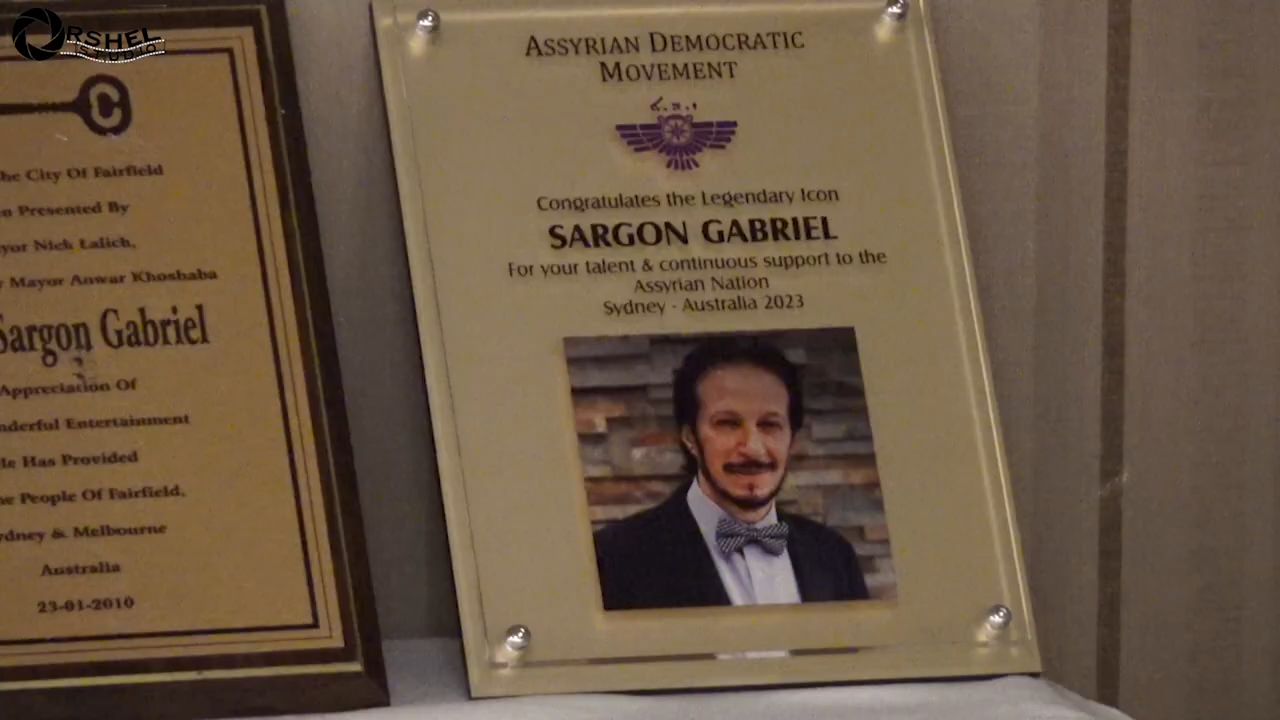 RSHEL
STUDIO
he City Of Fairfield
Presented By
yor Nick Lalich,
Mayor Anwar Khoshaba
Sargon Gabriel
Appreciation Of
nderful Entertainment
He Has Provided
People Of Fairfield,
dney & Melbourne
Australia
23-01-2010
ASSYRIAN DEMOCRATIC
MOVEMENT
Congratulates the Legendary Icon
SARGON GABRIEL
For your talent & continuous support to the
Assyrian Nation
Sydney - Australia 2023